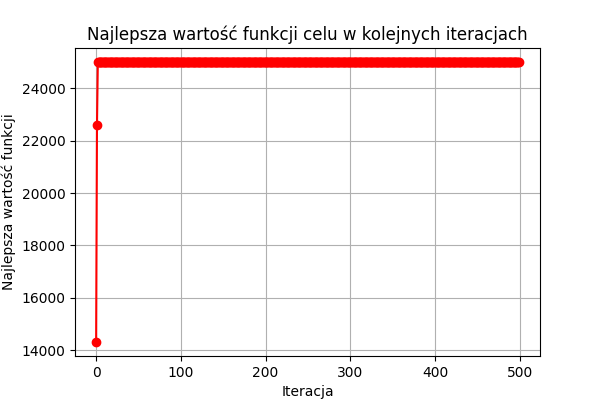 Najlepsza wartość funkcji celu w kolejnych iteracjach
Najlepsza wartość funkcji
24000
22000
20000
18000
16000
14000
0 100 200 300 400 500
Iteracja